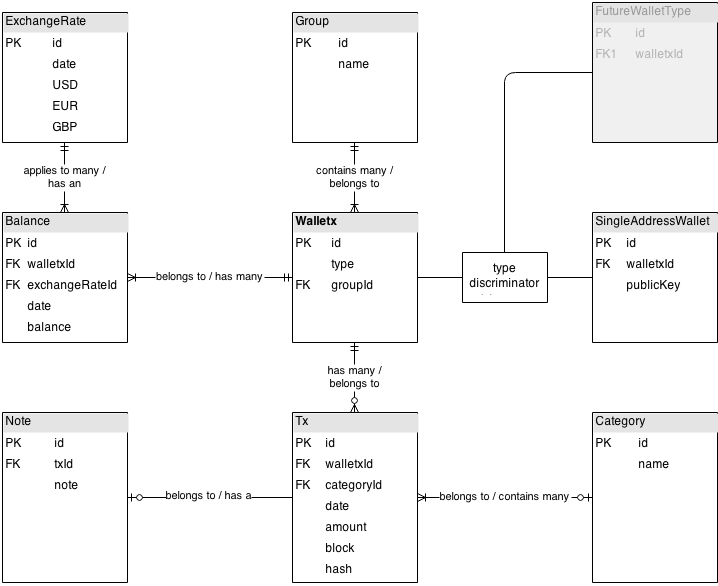 ExchangeRate
PK id
date
USD
EUR
GBP
Group
PK id
name
FutureWalletType
PK id
FK1 walletxId
applies to many /
has an
contains many /
belongs to
Balance
PK id
FK walletxId
FK exchangeRateId
date
balance
belongs to / has many
Walletx
PK id
type
FK groupId
type
discriminator
SingleAddressWallet
PK id
FK walletxId
publicKey
has many /
belongs to
Note
PK id
FK txId
note
belongs to / has a
Tx
PK id
FK walletxId
FK categoryId
date
amount
block
hash
belongs to / contains many
Category
PK id
name